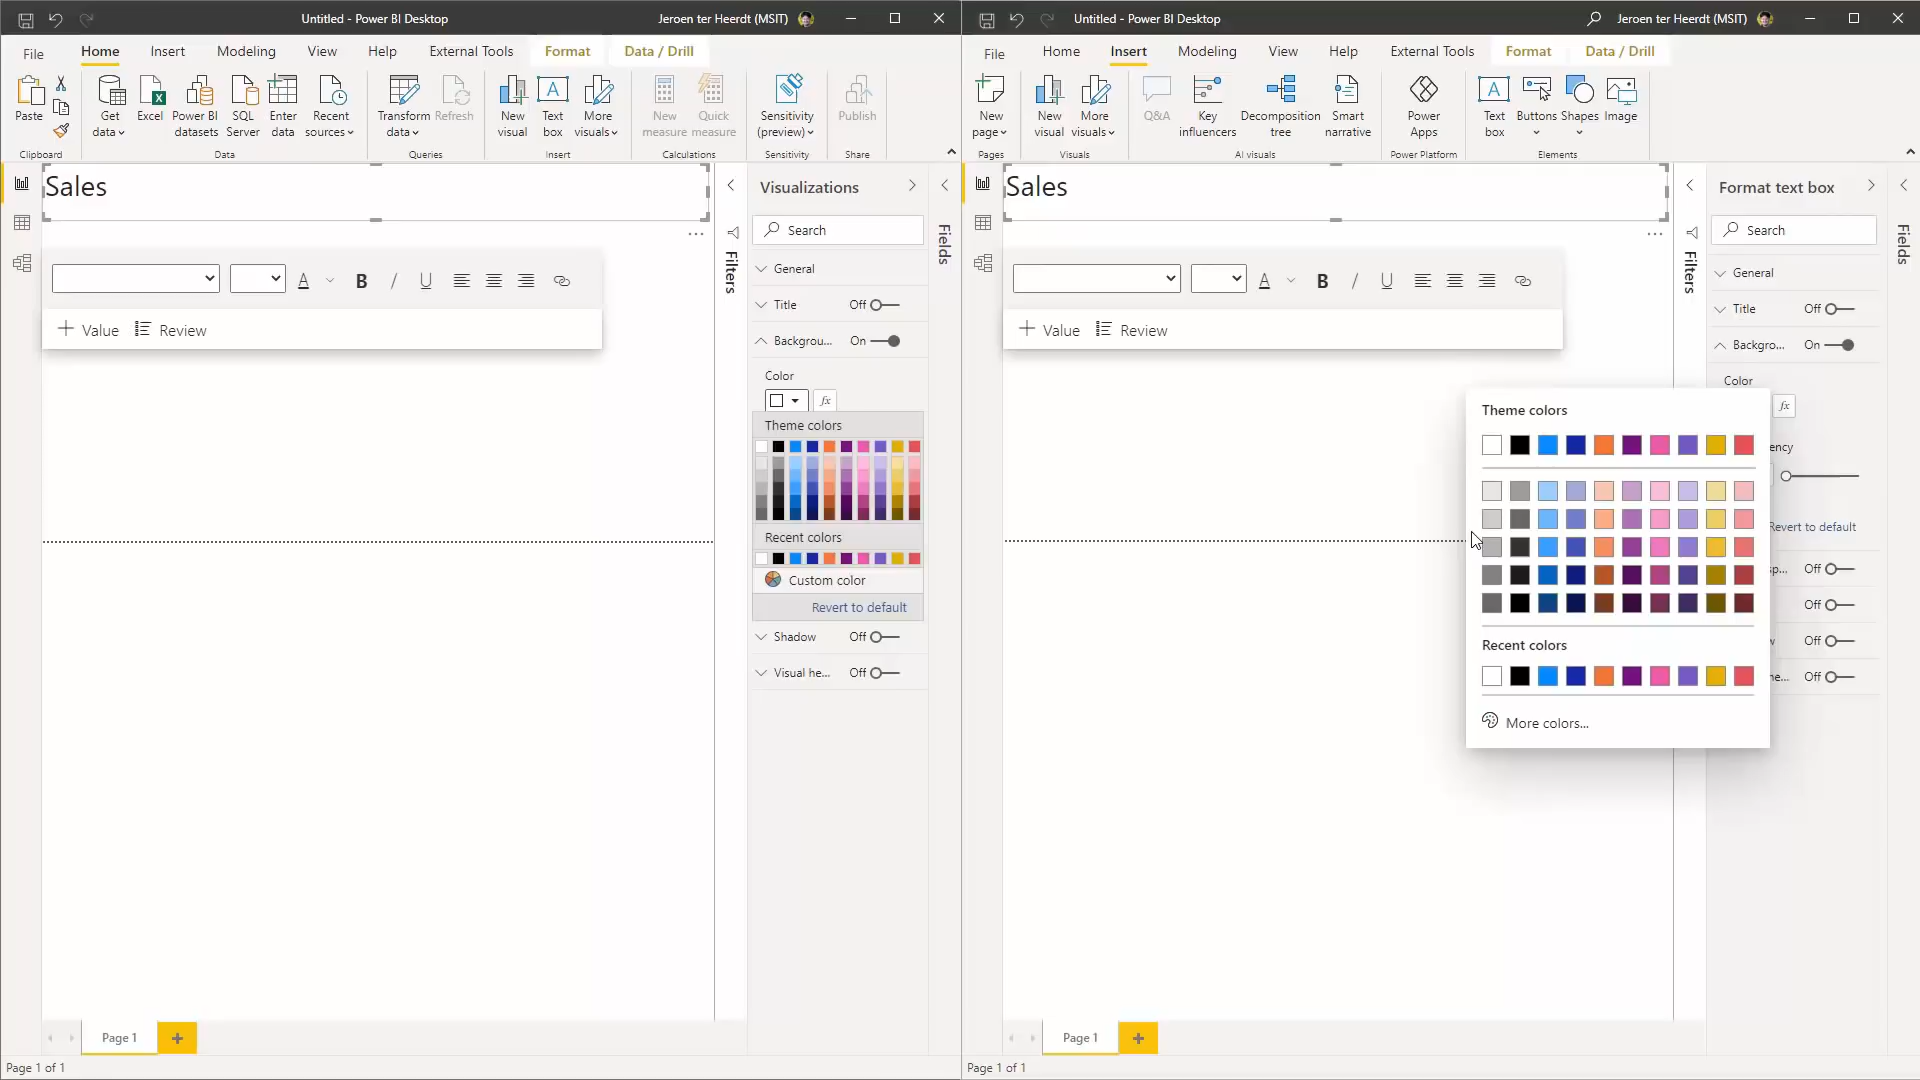 Untitled - Power BI Desktop
Jeroen ter Heerdt (MSIT)
File
Home
Insert
Modeling
View
Help
External Tools
Format
Data / Drill
Paste
Get data
Excel
Power BI datasets
SQL Server
Enter data
Recent sources
Transform data
Refresh
New visual
A
Text box
More visuals
New measure
Quick measure
Sensitivity (preview)
Publish
Clipboard
Data
Queries
Insert
Calculations
Sensitivity
Share
Sales
A
B
I
U
Value
Review
Filters
Visualizations
Search
General
Title
Off
Backgrou...
On
Color
fx
Theme colors
Recent colors
Custom color
Revert to default
Shadow
Off
Visual he...
Off
Fields
Page 1
+
Page 1 of 1
Untitled - Power BI Desktop
Jeroen ter Heerdt (MSIT)
File
Home
Insert
Modeling
View
Help
External Tools
Format
Data / Drill
New page
New visual
More visuals
Q&A
Key influencers
Decomposition tree
Smart narrative
Power Apps
A
Text box
Buttons
Shapes
Image
Pages
Visuals
AI visuals
Power Platform
Elements
Sales
A
B
I
U
Value
Review
Filters
Format text box
Search
General
Title
Off
Backgro...
On
Color
fx
Theme colors
ency
Revert to default
sp...
Off
Off
w
Off
ne...
Off
Recent colors
More colors...
Fields
Page 1
+
Page 1 of 1